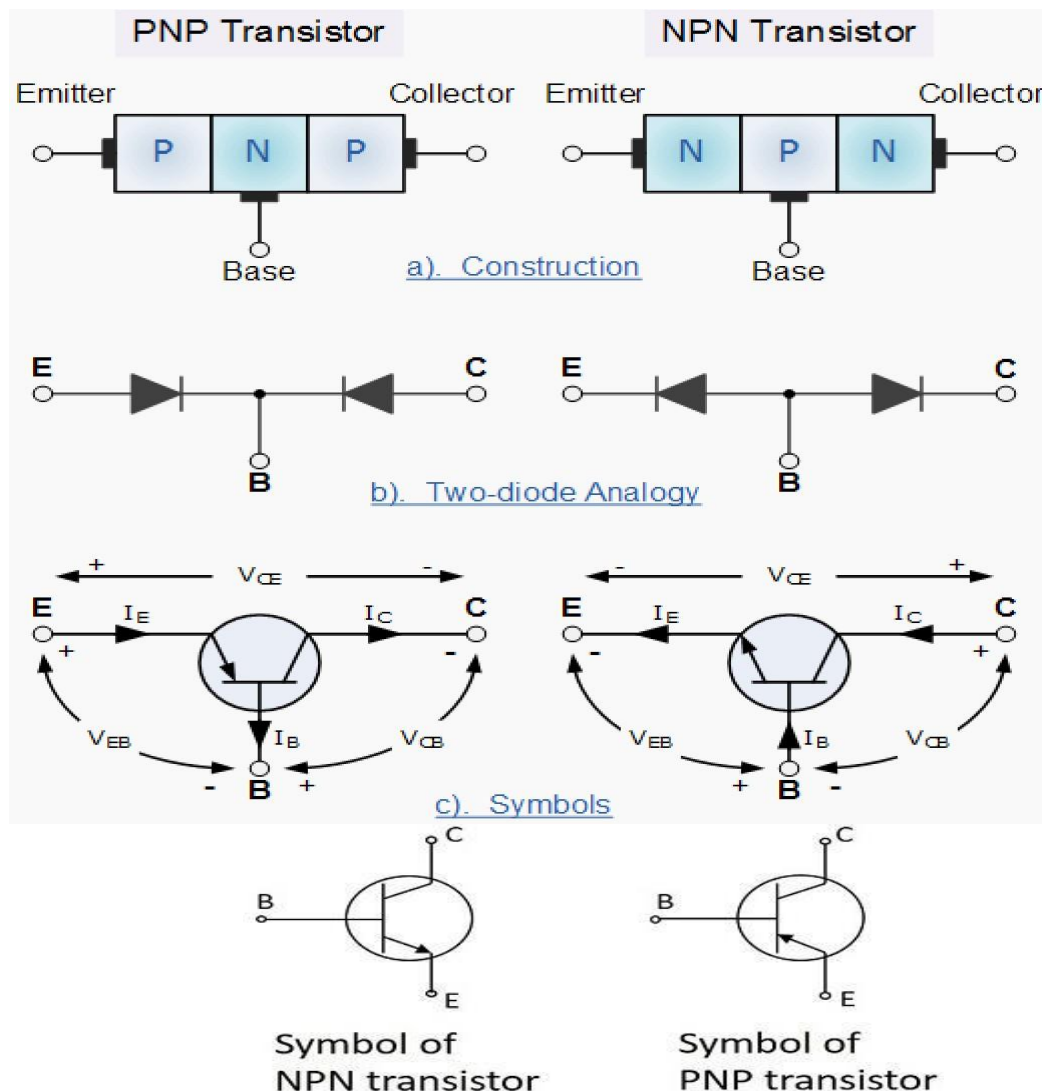 PNP Transistor NPN Transistor
Emitter Collector Emitter Collector
P N P N P N
Base a). Construction Base
E C E C
B b). Two-diode Analogy B
+ VCE - - VCE +
E IE IC C E IE IC C
+ - - +
VEB IB VCB VEB IB VCB
- B + + B -
c). Symbols
C C
B B
E E
Symbol of Symbol of
NPN transistor PNP transistor